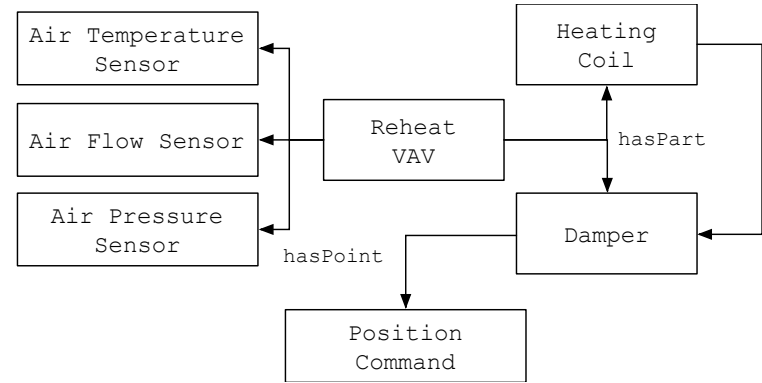 Air Temperature
Sensor
Heating
Coil
Air Flow Sensor
Reheat
VAV
hasPart
Air Pressure
Sensor
Damper
hasPoint
Position
Command